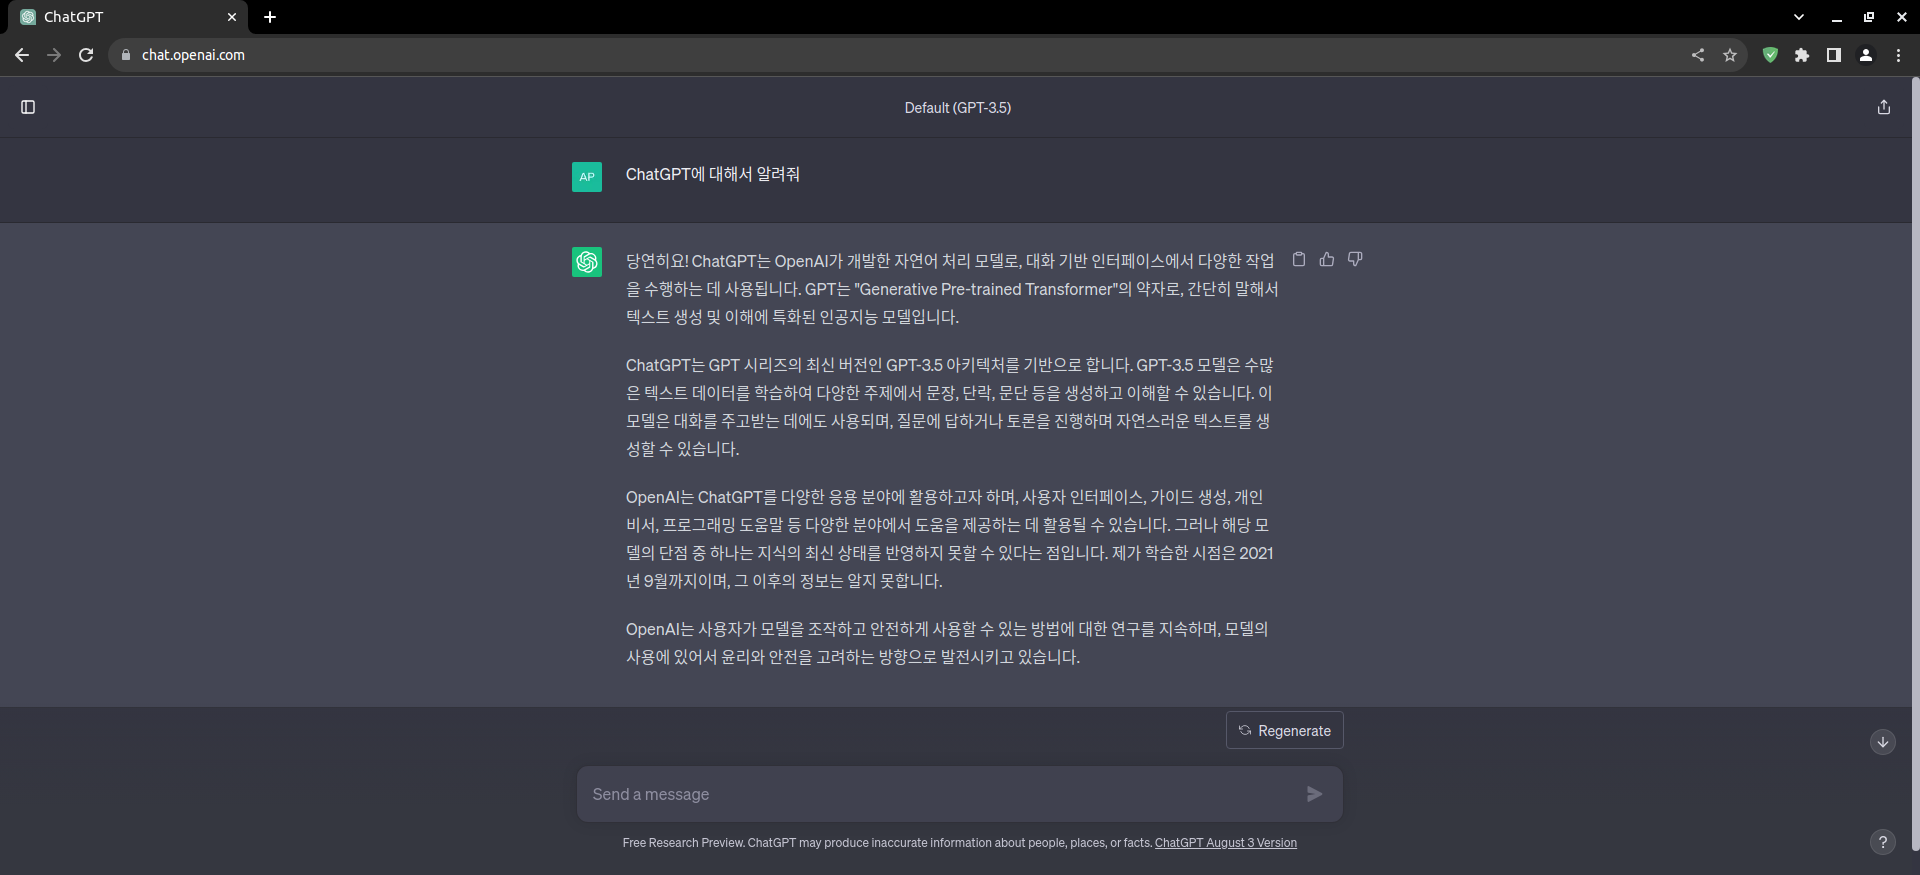 ChatGPT
chat.openai.com
Default (GPT-3.5)
AP
ChatGPT에 대해서 알려줘
당연히요! ChatGPT는 OpenAI가 개발한 자연어 처리 모델로, 대화 기반 인터페이스에서 다양한 작업
을 수행하는 데 사용됩니다. GPT는 "Generative Pre-trained Transformer"의 약자로, 간단히 말해서
텍스트 생성 및 이해에 특화된 인공지능 모델입니다.
ChatGPT는 GPT 시리즈의 최신 버전인 GPT-3.5 아키텍처를 기반으로 합니다. GPT-3.5 모델은 수많
은 텍스트 데이터를 학습하여 다양한 주제에서 문장, 단락, 문단 등을 생성하고 이해할 수 있습니다. 이
모델은 대화를 주고받는 데에도 사용되며, 질문에 답하거나 토론을 진행하며 자연스러운 텍스트를 생
성할 수 있습니다.
OpenAI는 ChatGPT를 다양한 응용 분야에 활용하고자 하며, 사용자 인터페이스, 가이드 생성, 개인
비서, 프로그래밍 도움말 등 다양한 분야에서 도움을 제공하는 데 활용될 수 있습니다. 그러나 해당 모
델의 단점 중 하나는 지식의 최신 상태를 반영하지 못할 수 있다는 점입니다. 제가 학습한 시점은 2021
년 9월까지이며, 그 이후의 정보는 알지 못합니다.
OpenAI는 사용자가 모델을 조작하고 안전하게 사용할 수 있는 방법에 대한 연구를 지속하며, 모델의
사용에 있어서 윤리와 안전을 고려하는 방향으로 발전시키고 있습니다.
Regenerate
Send a message
Free Research Preview. ChatGPT may produce inaccurate information about people, places, or facts. ChatGPT August 3 Version
?